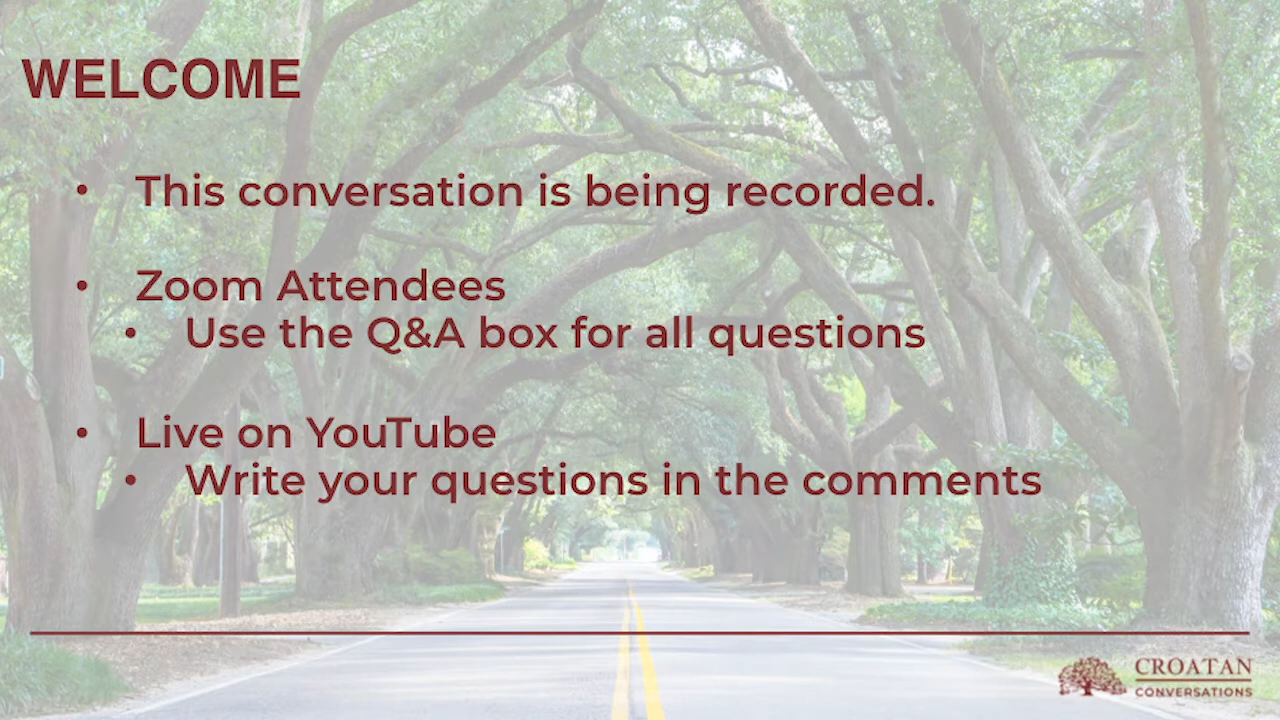 WELCOME
• This conversation is being recorded.
• Zoom Attendees
• Use the Q&A box for all questions
• Live on YouTube
• Write your questions in the comments
CROATAN
CONVERSATIONS